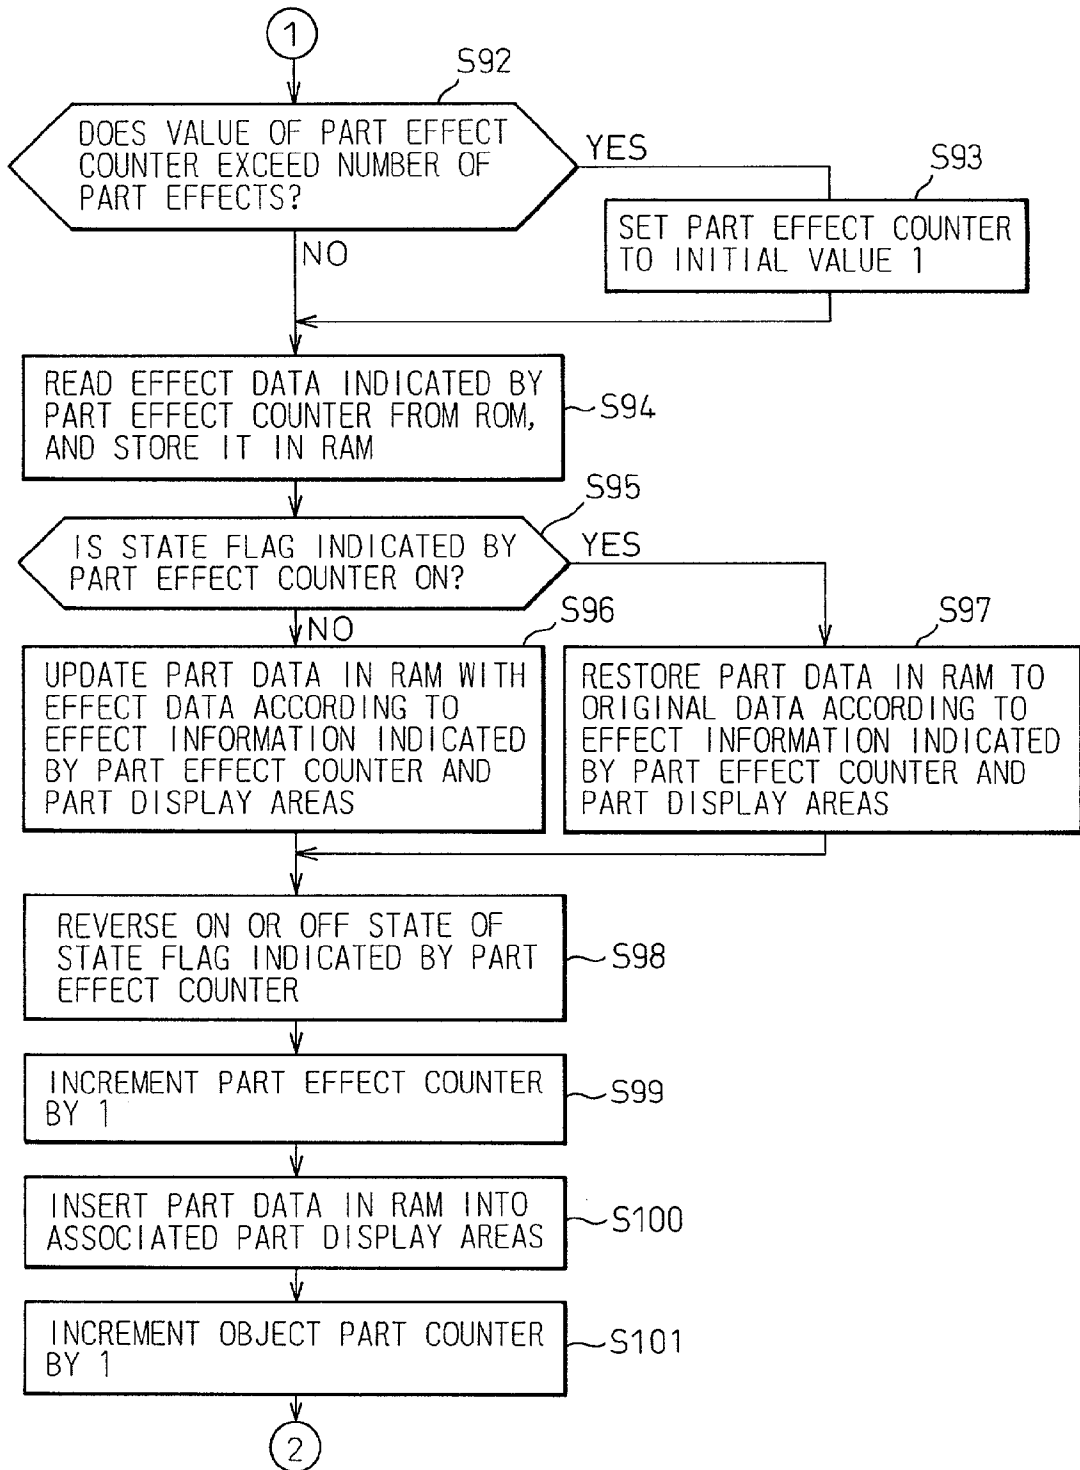 1
S92
DOES VALUE OF PART EFFECT
COUNTER EXCEED NUMBER OF
PART EFFECTS?
YES
S93
SET PART EFFECT COUNTER
TO INITIAL VALUE 1
NO
READ EFFECT DATA INDICATED BY
PART EFFECT COUNTER FROM ROM,
AND STORE IT IN RAM
S94
S95
IS STATE FLAG INDICATED BY
PART EFFECT COUNTER ON?
YES
NO
S96
S97
UPDATE PART DATA IN RAM WITH
EFFECT DATA ACCORDING TO
EFFECT INFORMATION INDICATED
BY PART EFFECT COUNTER AND
PART DISPLAY AREAS
RESTORE PART DATA IN RAM TO
ORIGINAL DATA ACCORDING TO
EFFECT INFORMATION INDICATED
BY PART EFFECT COUNTER AND
PART DISPLAY AREAS
REVERSE ON OR OFF STATE OF
STATE FLAG INDICATED BY PART
EFFECT COUNTER
S98
INCREMENT PART EFFECT COUNTER
BY 1
S99
INSERT PART DATA IN RAM INTO
ASSOCIATED PART DISPLAY AREAS
S100
INCREMENT OBJECT PART COUNTER
BY 1
S101
2